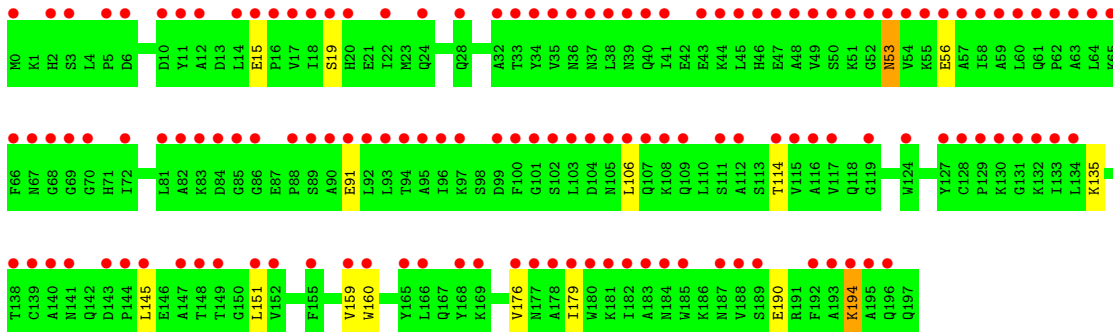 M0 K1 H2 S3 L4 P5 D6 D10 Y11 A12 D13 L14 E15 P16 V17 I18 S19 H20 E21 I22 M23 Q24 Q28 A32 T33 Y34 V35 N36 N37 L38 N39 Q40 I41 E42 E43 K44 L45 H46 E47 A48 V49 S50 K51 G52 N53 V54 K55 E56 A57 I58 A59 L60 Q61 P62 A63 L64 K65
F66 N67 G68 G69 G70 H71 I72 L81 A82 K83 D84 G85 G86 E87 P88 S89 A90 E91 L92 L93 T94 A95 I96 K97 S98 D99 F100 G101 S102 L103 D104 N105 L106 Q107 K108 Q109 L110 S111 A112 S113 T114 V115 A116 V117 Q118 G119 W124 Y127 C128 P129 K130 G131 K132 I133 L134 K135
T138 C139 A140 N141 Q142 D143 P144 L145 E146 A147 T148 T149 G150 L151 V152 F155 V159 W160 Y165 L166 Q167 Y168 K169 V176 N177 A178 I179 W180 K181 I182 A183 N184 W185 K186 N187 V188 S189 E190 R191 F192 A193 K194 A195 Q196 Q197